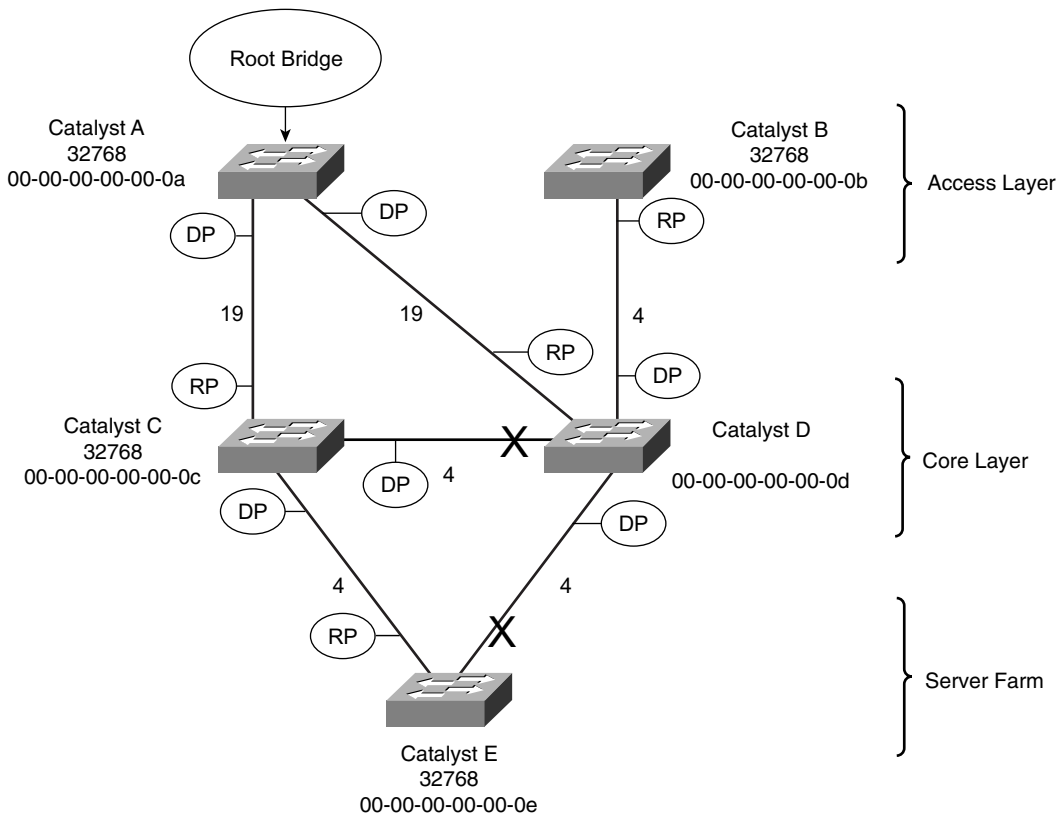 Root Bridge
Catalyst A
32768
00-00-00-00-00-0a
Catalyst B
32768
00-00-00-00-00-0b
Access Layer
DP
DP
RP
19
19
4
RP
RP
DP
Catalyst C
32768
00-00-00-00-00-0c
DP
4
X
Catalyst D
00-00-00-00-00-0d
Core Layer
DP
DP
4
4
RP
X
Server Farm
Catalyst E
32768
00-00-00-00-00-0e